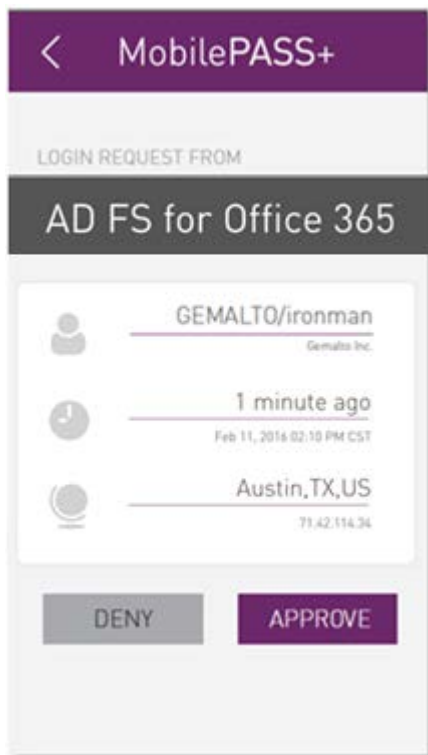 MobilePASS+
LOGIN REQUEST FROM
AD FS for Office 365
GEMALTO/ironman
Gemalto Inc.
1 minute ago
Feb 11, 2016 02:10 PM CST
Austin,TX,US
71.42.114.34
DENY
APPROVE